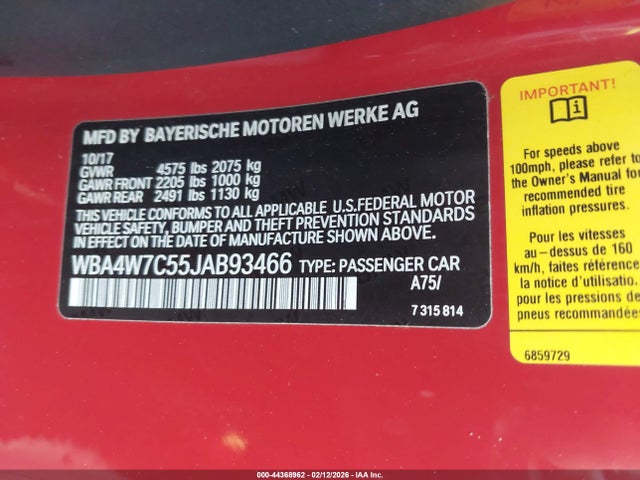 MFD BY BAYERISCHE MOTOREN WERKE AG
10/17
GVWR 4575 lbs 2075 kg
GAWR FRONT 2205 lbs 1000 kg
GAWR REAR 2491 lbs 1130 kg
THIS VEHICLE CONFORMS TO ALL APPLICABLE U.S.FEDERAL MOTOR
VEHICLE SAFETY, BUMPER AND THEFT PREVENTION STANDARDS
IN EFFECT ON THE DATE OF MANUFACTURE SHOWN ABOVE.
WBA4W7C55JAB93466 TYPE: PASSENGER CAR
A75/
7 315 814
IMPORTANT!
For speeds above
100mph, please refer to
the Owner's Manual for
recommended tire
inflation pressures.
Pour les vitesses
au-dessus de 160
km/h, faites référence
la notice d'utilisation
pour les pressions de
pneus recommandées
6859729
000-44368962 - 02/12/2026 - IAA Inc.